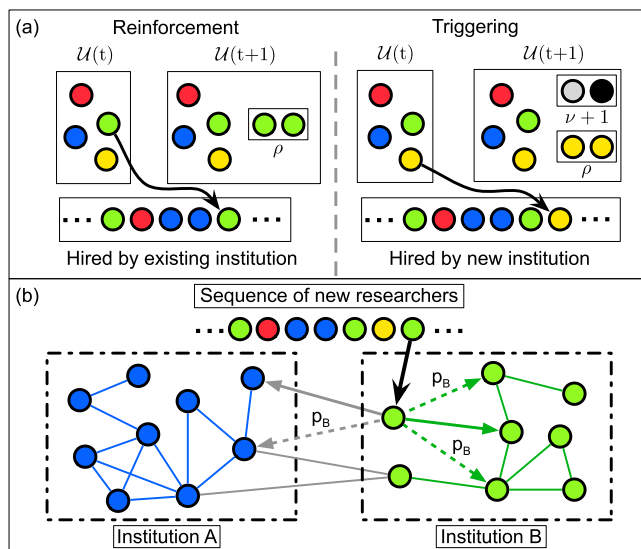 (a) Reinforcement Triggering
𝒰(t) 𝒰(t+1) 𝒰(t) 𝒰(t+1)
ν + 1
ρ ρ
··· ··· ··· ···
Hired by existing institution Hired by new institution
(b) Sequence of new researchers
··· ···
p_B p_B
p_B
Institution A Institution B